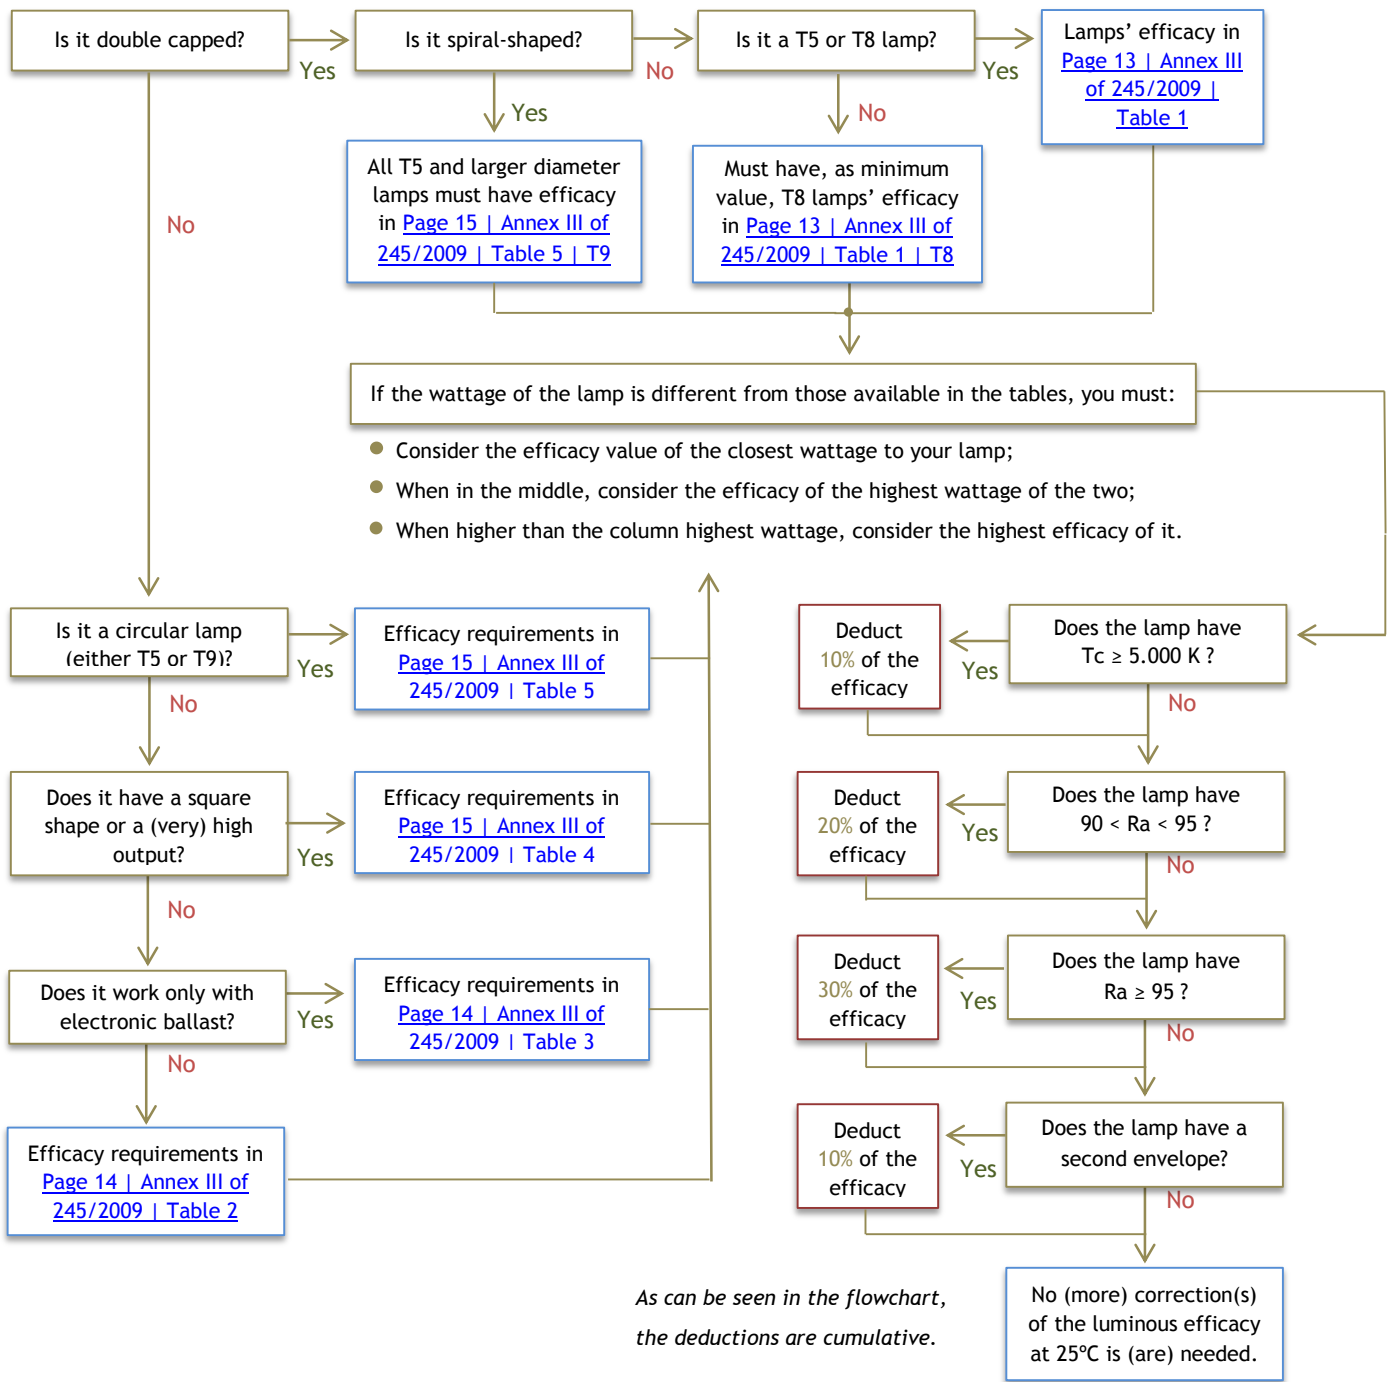 Is it double capped?
Yes
Is it spiral-shaped?
No
Is it a T5 or T8 lamp?
Yes
Lamps’ efficacy in
Page 13 | Annex III
of 245/2009 |
Table 1
Yes
No
All T5 and larger diameter
lamps must have efficacy
in Page 15 | Annex III of
245/2009 | Table 5 | T9
Must have, as minimum
value, T8 lamps’ efficacy
in Page 13 | Annex III of
245/2009 | Table 1 | T8
No
If the wattage of the lamp is different from those available in the tables, you must:
Consider the efficacy value of the closest wattage to your lamp;
When in the middle, consider the efficacy of the highest wattage of the two;
When higher than the column highest wattage, consider the highest efficacy of it.
Is it a circular lamp
(either T5 or T9)?
Yes
Efficacy requirements in
Page 15 | Annex III of
245/2009 | Table 5
No
Does it have a square
shape or a (very) high
output?
Yes
Efficacy requirements in
Page 15 | Annex III of
245/2009 | Table 4
No
Does it work only with
electronic ballast?
Yes
Efficacy requirements in
Page 14 | Annex III of
245/2009 | Table 3
No
Efficacy requirements in
Page 14 | Annex III of
245/2009 | Table 2
Does the lamp have
Tc ≥ 5.000 K ?
Yes
Deduct
10% of the
efficacy
No
Does the lamp have
90 < Ra < 95 ?
Yes
Deduct
20% of the
efficacy
No
Does the lamp have
Ra ≥ 95 ?
Yes
Deduct
30% of the
efficacy
No
Does the lamp have a
second envelope?
Yes
Deduct
10% of the
efficacy
No
No (more) correction(s)
of the luminous efficacy
at 25ºC is (are) needed.
As can be seen in the flowchart,
the deductions are cumulative.